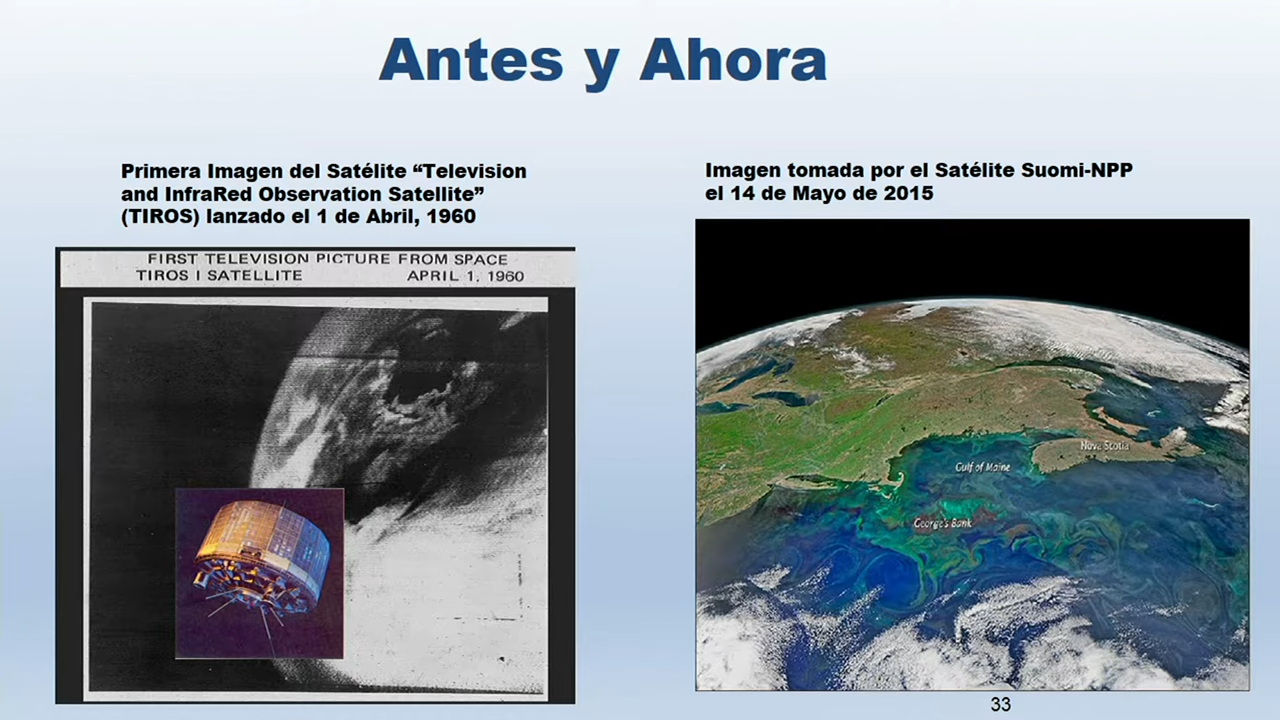 Antes y Ahora
Primera Imagen del Satélite “Television
and InfraRed Observation Satellite”
(TIROS) lanzado el 1 de Abril, 1960
FIRST TELEVISION PICTURE FROM SPACE
TIROS I SATELLITE APRIL 1, 1960
Imagen tomada por el Satélite Suomi-NPP
el 14 de Mayo de 2015
Nova Scotia
Gulf of Maine
George's Bank
33